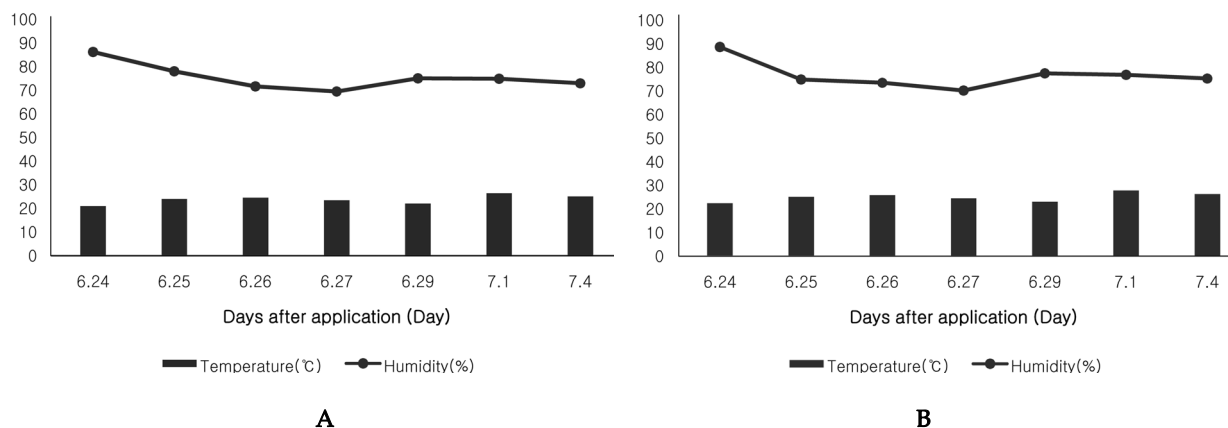 100
90
80
70
60
50
40
30
20
10
0
6.24 6.25 6.26 6.27 6.29 7.1 7.4
Days after application (Day)
Temperature(℃) Humidity(%)
A
100
90
80
70
60
50
40
30
20
10
0
6.24 6.25 6.26 6.27 6.29 7.1 7.4
Days after application (Day)
Temperature(℃) Humidity(%)
B